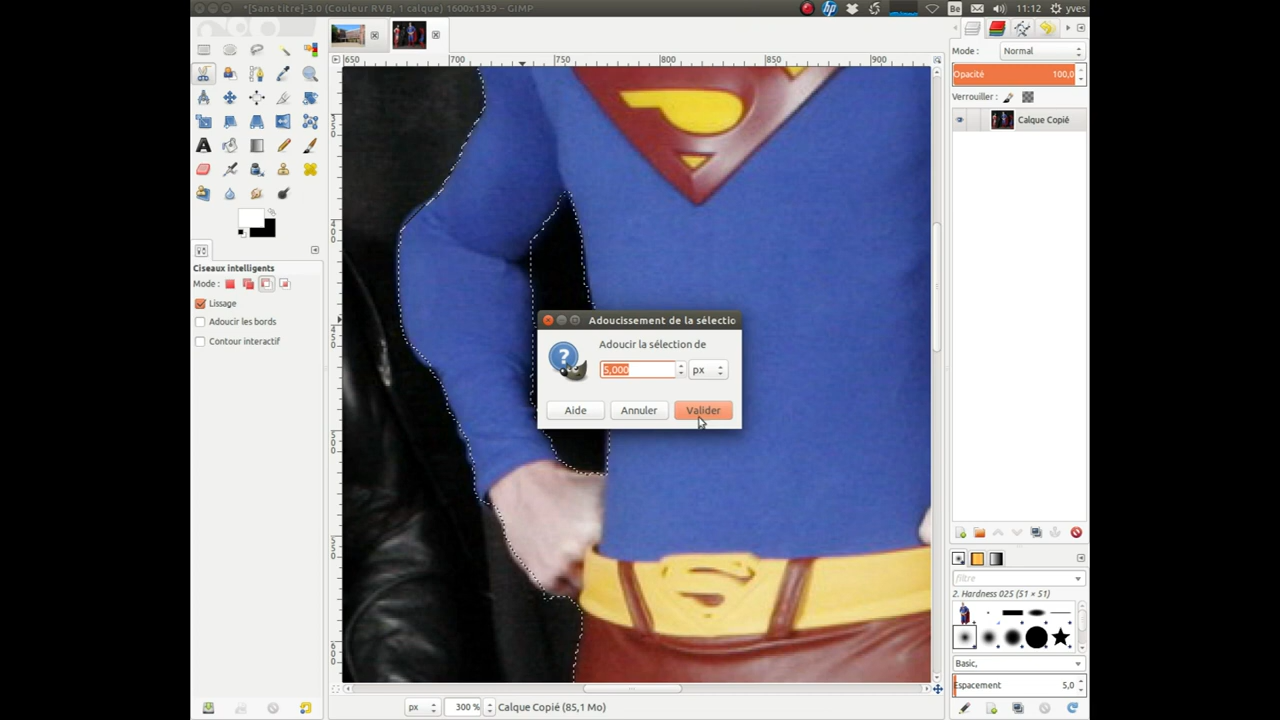 *[Sans titre]-3.0 (Couleur RVB, 1 calque) 1600x1339 – GIMP
Be
11:12
yves
650
700
750
800
850
900
Mode :
Normal
Opacité
100,0
Verrouiller :
Calque Copié
Ciseaux intelligents
Mode :
Lissage
Adoucir les bords
Contour interactif
Adoucissement de la sélectio
Adoucir la sélection de
5,000
px
Aide
Annuler
Valider
filtre
2. Hardness 025 (51 × 51)
Basic,
Espacement
5,0
px
300 %
Calque Copié (85,1 Mo)